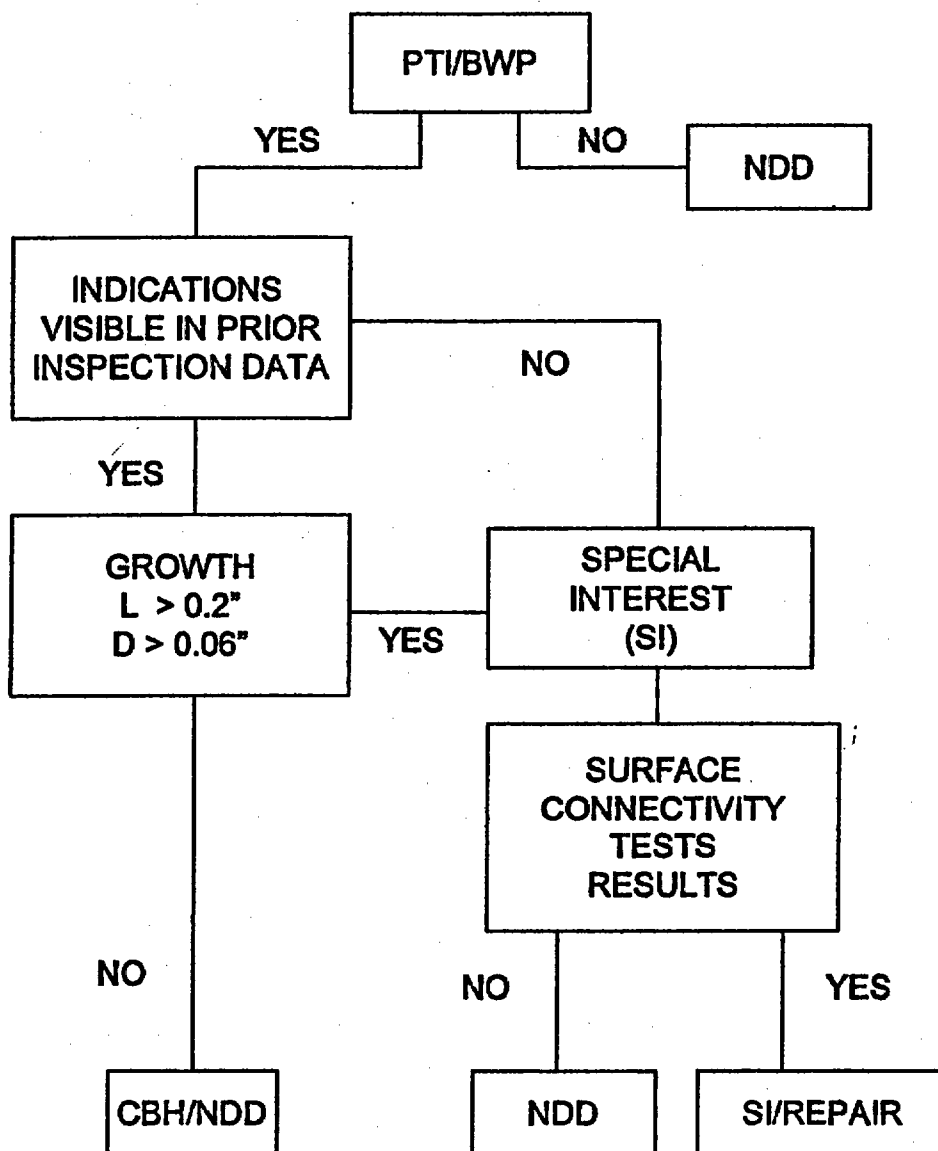 PTI/BWP
YES
NO
NDD
INDICATIONS
VISIBLE IN PRIOR
INSPECTION DATA
NO
YES
GROWTH
L > 0.2"
D > 0.06"
YES
SPECIAL
INTEREST
(SI)
SURFACE
CONNECTIVITY
TESTS
RESULTS
NO
NO
YES
CBH/NDD
NDD
SI/REPAIR